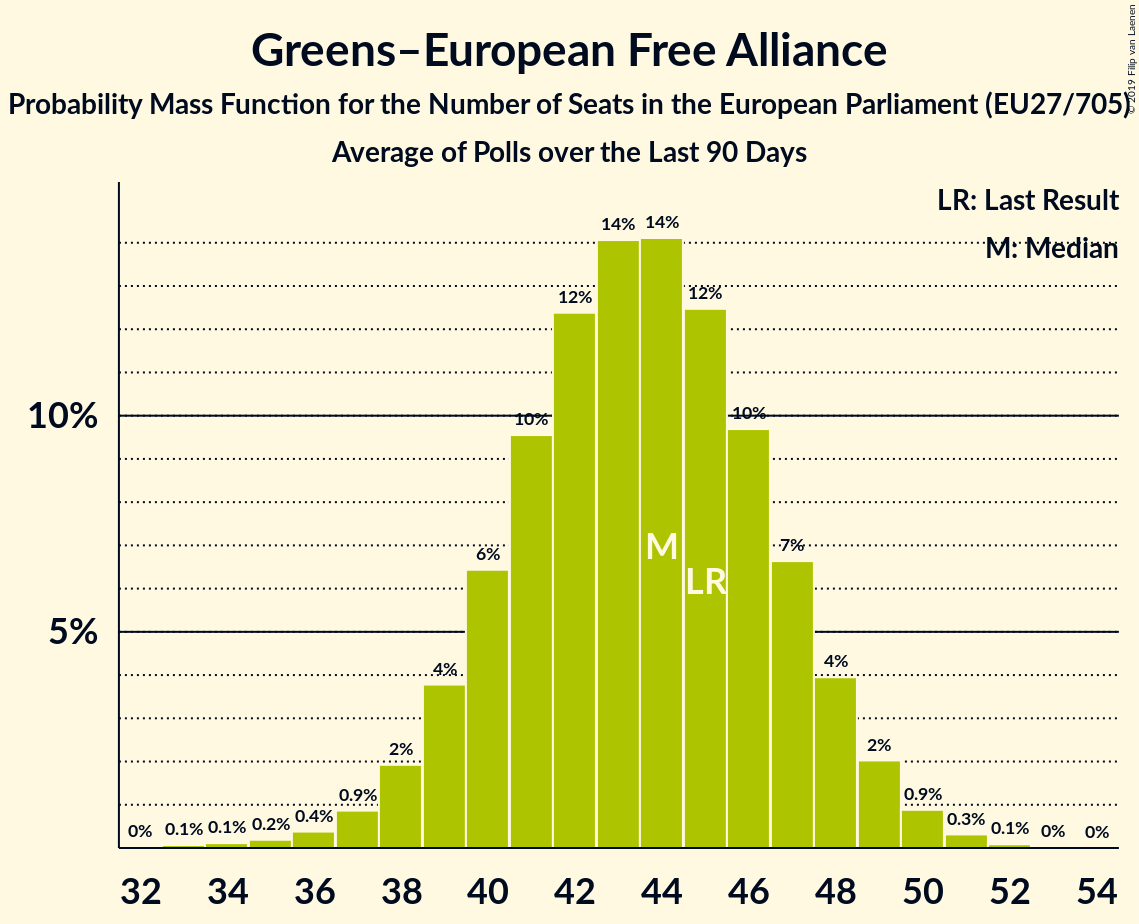 Greens–European Free Alliance
Probability Mass Function for the Number of Seats in the European Parliament (EU27/705)
Average of Polls over the Last 90 Days
© 2019 Filip van Laenen
LR: Last Result
M: Median
14% 14%
12% 12%
10% 10% 10%
6% 7%
M
LR
5%
4% 4%
2% 2%
0% 0.1% 0.1% 0.2% 0.4% 0.9% 0.9% 0.3% 0.1% 0% 0%
32 34 36 38 40 42 44 46 48 50 52 54